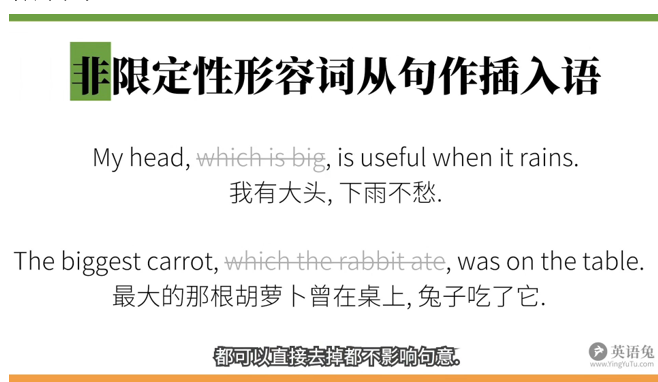 非限定性形容词从句作插入语
My head, which is big, is useful when it rains.
我有大头, 下雨不愁.
The biggest carrot, which the rabbit ate, was on the table.
最大的那根胡萝卜曾在桌上, 兔子吃了它.
都可以直接去掉都不影响句意.
英语兔
www.YingYuTu.com